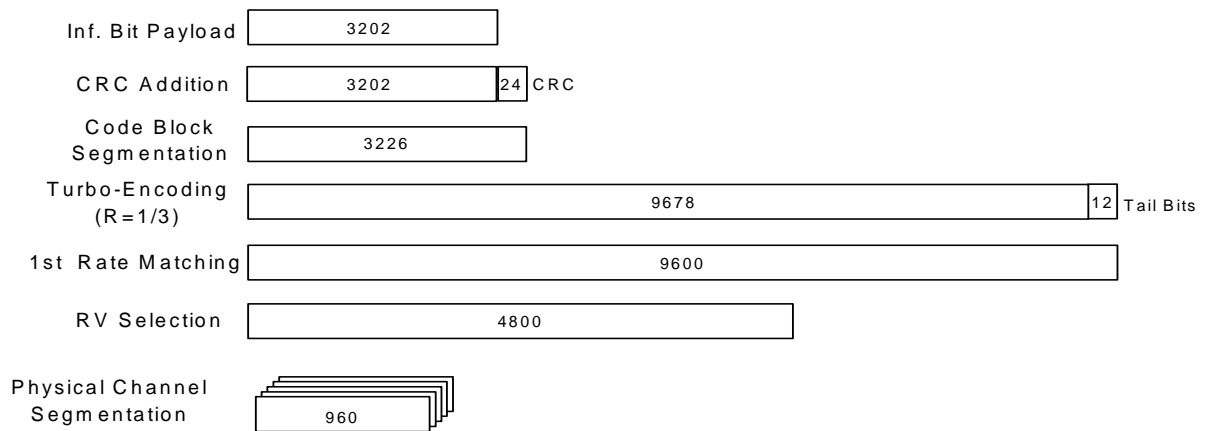 Inf. Bit Payload 3202
CRC Addition 3202 24 CRC
Code Block
Segmentation 3226
Turbo-Encoding
(R=1/3) 9678 12 Tail Bits
1st Rate Matching 9600
RV Selection 4800
Physical Channel
Segmentation 960